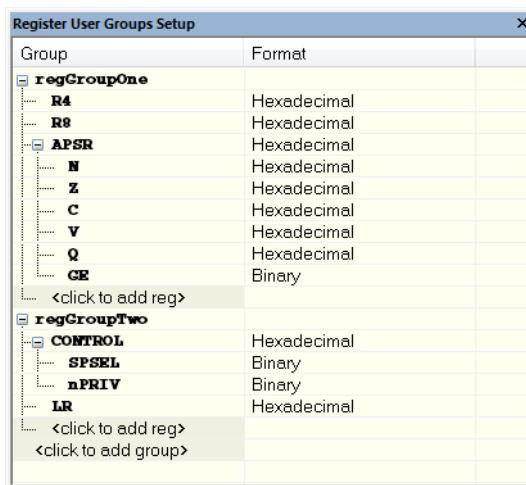 Register User Groups Setup
Group Format
regGroupOne
R4 Hexadecimal
R8 Hexadecimal
APSR Hexadecimal
N Hexadecimal
Z Hexadecimal
C Hexadecimal
V Hexadecimal
Q Hexadecimal
GE Binary
<click to add reg>
regGroupTwo
CONTROL Hexadecimal
SPSEL Binary
nPRIV Binary
LR Hexadecimal
<click to add reg>
<click to add group>